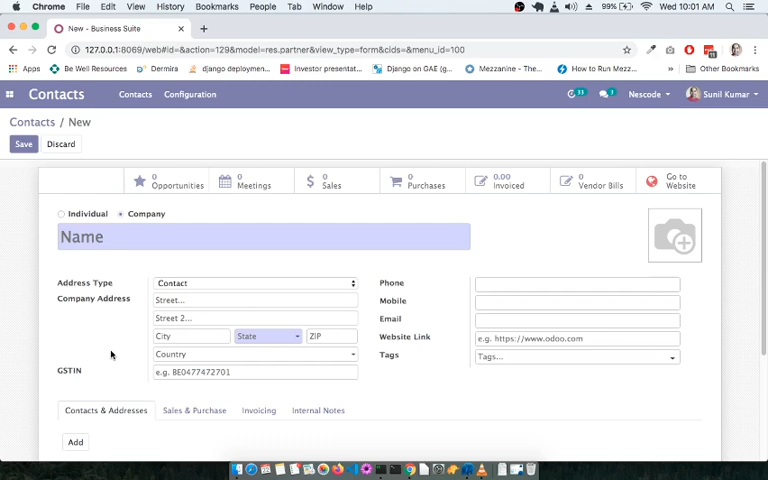 Chrome File Edit View History Bookmarks People Tab Window Help 99% Wed 10:01 AM
New - Business Suite
127.0.0.1:8069/web#id=&action=129&model=res.partner&view_type=form&cids=&menu_id=100
Apps Be Well Resources Dermira django deploymen... Investor presentat... Django on GAE (g... Mezzanine - The... How to Run Mezz... » Other Bookmarks
Contacts Contacts Configuration 33 1 Nescode Sunil Kumar
Contacts / New
Save Discard
0 Opportunities 0 Meetings 0 Sales 0 Purchases 0.00 Invoiced 0 Vendor Bills Go to Website
Individual Company
Name
Address Type Contact Phone
Company Address Street... Mobile
Street 2... Email
City State ZIP Website Link e.g. https://www.odoo.com
Country Tags Tags...
GSTIN e.g. BE0477472701
Contacts & Addresses Sales & Purchase Invoicing Internal Notes
Add